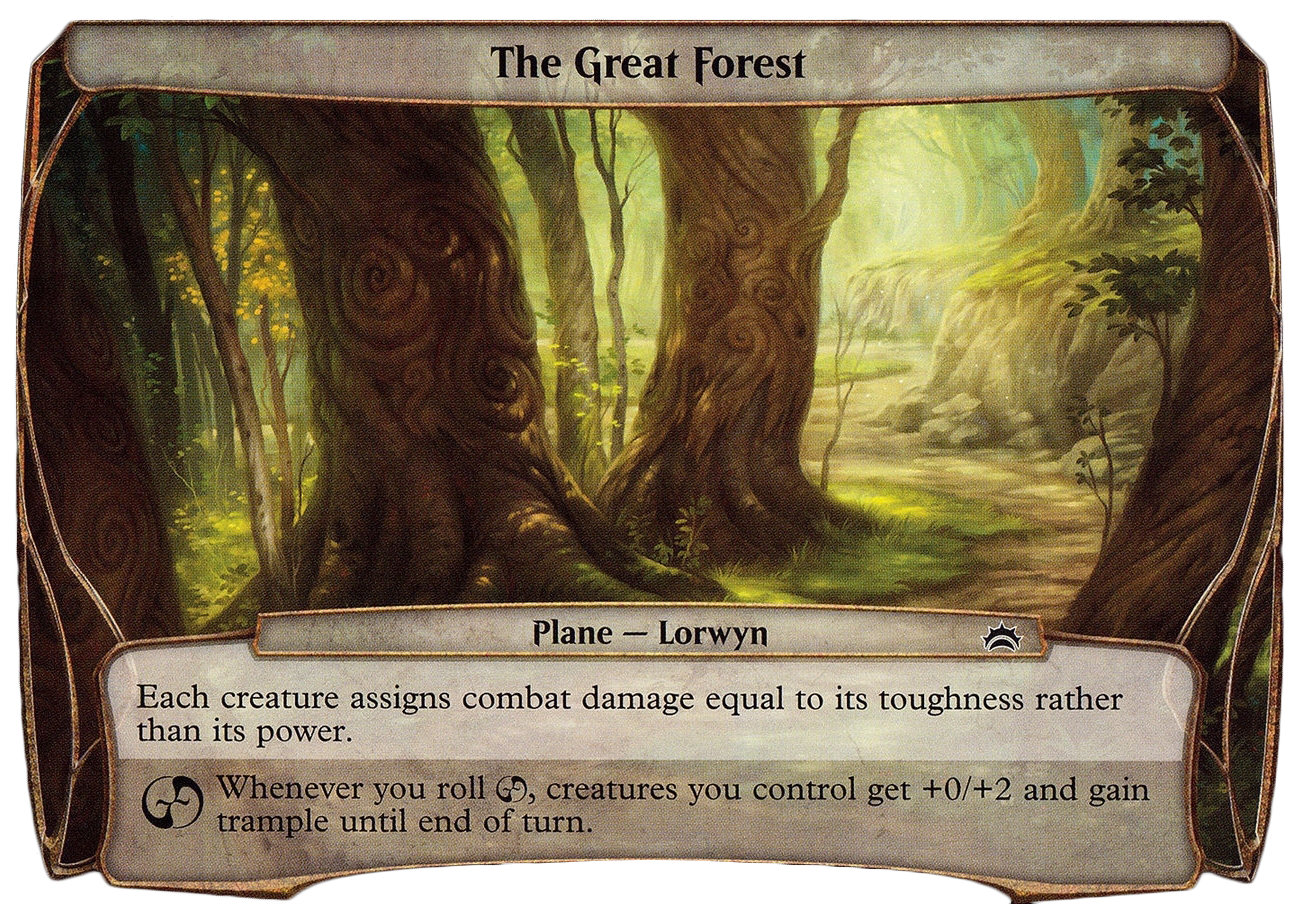 The Great Forest
Plane — Lorwyn
Each creature assigns combat damage equal to its toughness rather
than its power.
Whenever you roll , creatures you control get +0/+2 and gain
trample until end of turn.